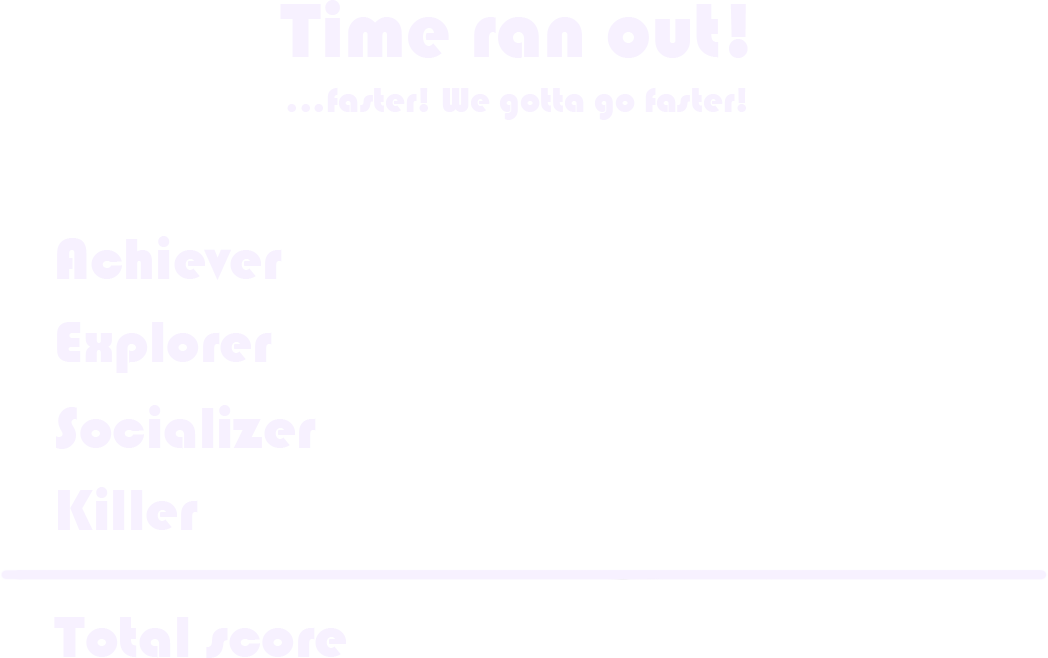 Time ran out!
...faster! We gotta go faster!
Achiever
Explorer
Socializer
Killer
Total score